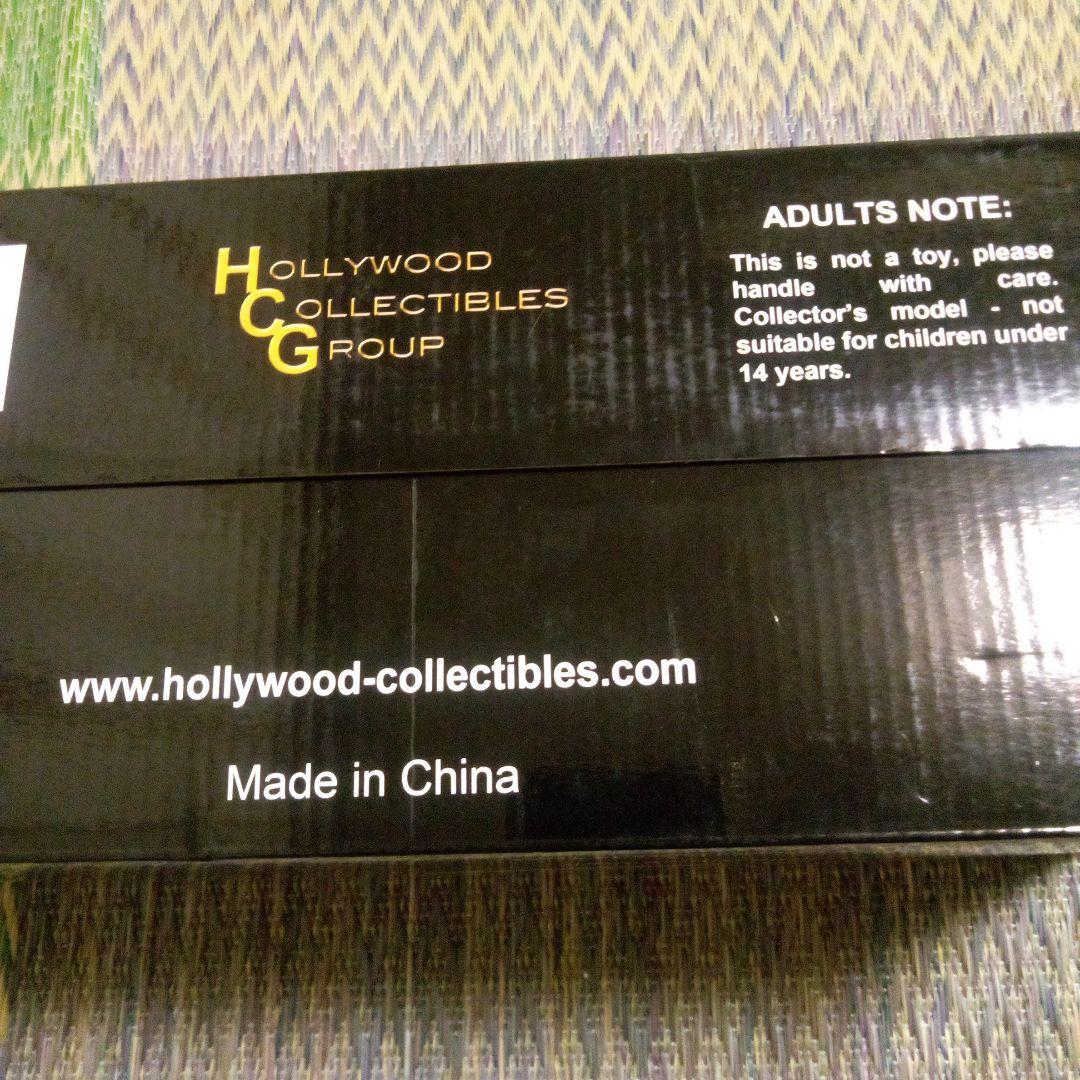 HOLLYWOOD
COLLECTIBLES
GROUP
ADULTS NOTE:
This is not a toy, please
handle with care.
Collector's model - not
suitable for children under
14 years.
www.hollywood-collectibles.com
Made in China